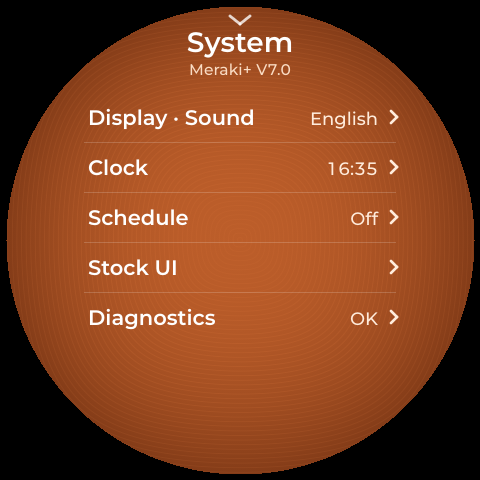 System
Meraki+ V7.0
Display · Sound English
Clock 16:35
Schedule Off
Stock UI
Diagnostics OK